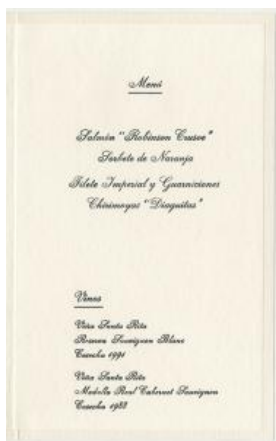 Menú
Salmón "Robinson Crusoe"
Sorbete de Naranja
Filete Imperial y Guarniciones
Chirimoyas "Diaguitas"
Vinos
Viña Santa Rita
Reserva Sauvignon Blanc
Cosecha 1991
Viña Santa Rita
Medalla Real Cabernet Sauvignon
Cosecha 1988